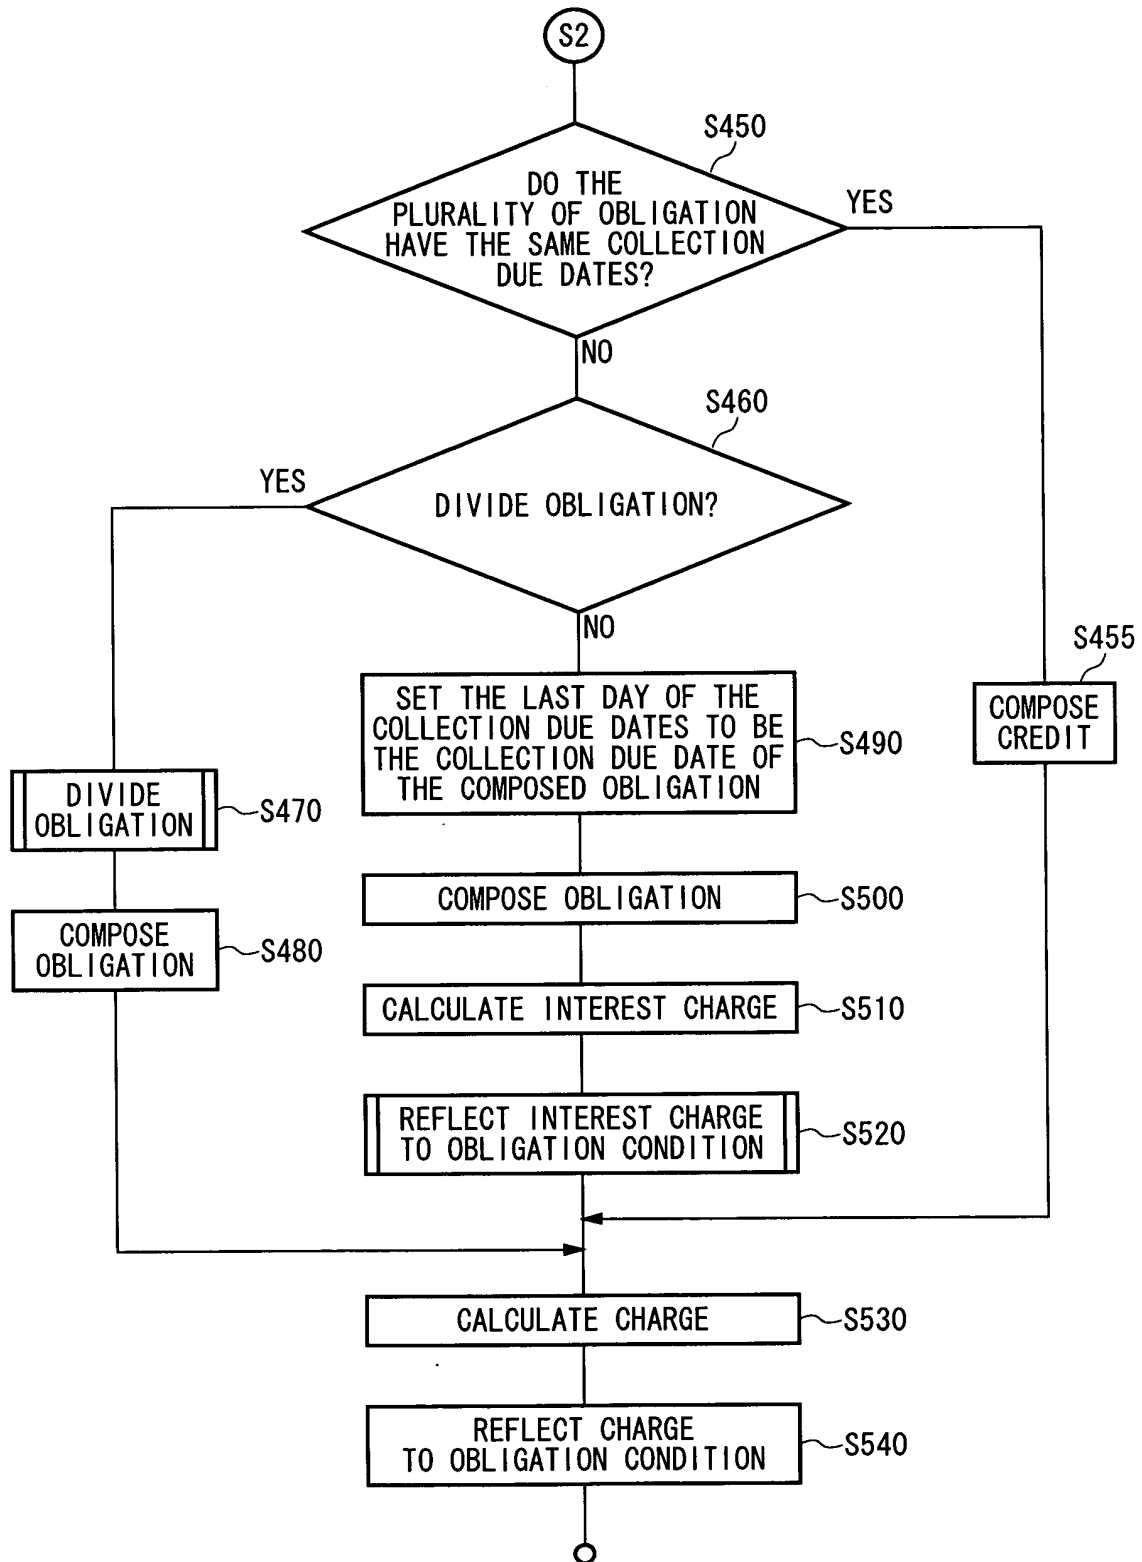 S2
S450
DO THE
PLURALITY OF OBLIGATION
HAVE THE SAME COLLECTION
DUE DATES?
YES
NO
S460
YES
DIVIDE OBLIGATION?
NO
S455
COMPOSE
CREDIT
SET THE LAST DAY OF THE
COLLECTION DUE DATES TO BE
THE COLLECTION DUE DATE OF
THE COMPOSED OBLIGATION
S490
DIVIDE
OBLIGATION
S470
COMPOSE OBLIGATION
S500
COMPOSE
OBLIGATION
S480
CALCULATE INTEREST CHARGE
S510
REFLECT INTEREST CHARGE
TO OBLIGATION CONDITION
S520
CALCULATE CHARGE
S530
REFLECT CHARGE
TO OBLIGATION CONDITION
S540